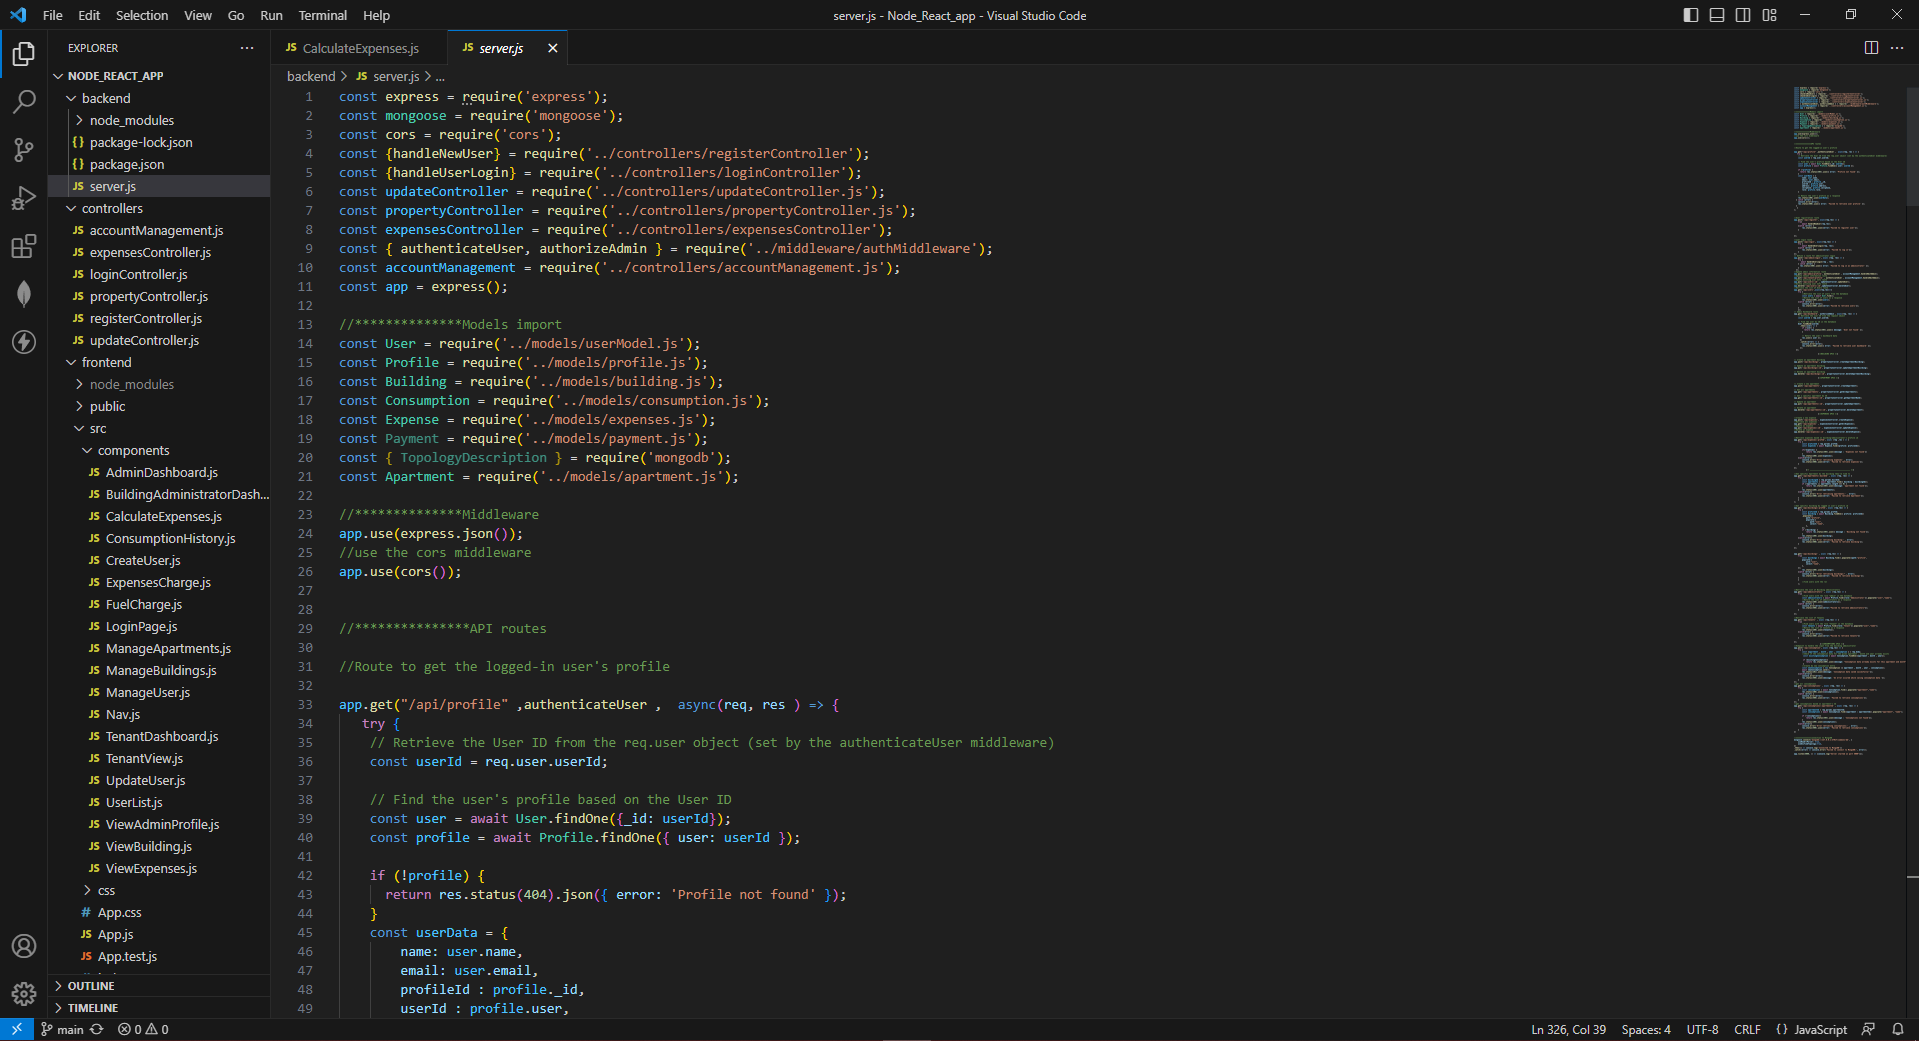 File Edit Selection View Go Run Terminal Help
server.js - Node_React_app - Visual Studio Code
EXPLORER
NODE_REACT_APP
backend
node_modules
package-lock.json
package.json
server.js
controllers
accountManagement.js
expensesController.js
loginController.js
propertyController.js
registerController.js
updateController.js
frontend
node_modules
public
src
components
AdminDashboard.js
BuildingAdministratorDash...
CalculateExpenses.js
ConsumptionHistory.js
CreateUser.js
ExpensesCharge.js
FuelCharge.js
LoginPage.js
ManageApartments.js
ManageBuildings.js
ManageUser.js
Nav.js
TenantDashboard.js
TenantView.js
UpdateUser.js
UserList.js
ViewAdminProfile.js
ViewBuilding.js
ViewExpenses.js
css
App.css
App.js
App.test.js
OUTLINE
TIMELINE
JS CalculateExpenses.js
JS server.js
backend > JS server.js > ...
1 const express = require('express');
2 const mongoose = require('mongoose');
3 const cors = require('cors');
4 const {handleNewUser} = require('../controllers/registerController');
5 const {handleUserLogin} = require('../controllers/loginController');
6 const updateController = require('../controllers/updateController.js');
7 const propertyController = require('../controllers/propertyController.js');
8 const expensesController = require('../controllers/expensesController');
9 const { authenticateUser, authorizeAdmin } = require('../middleware/authMiddleware');
10 const accountManagement = require('../controllers/accountManagement.js');
11 const app = express();
12
13 //**************Models import
14 const User = require('../models/userModel.js');
15 const Profile = require('../models/profile.js');
16 const Building = require('../models/building.js');
17 const Consumption = require('../models/consumption.js');
18 const Expense = require('../models/expenses.js');
19 const Payment = require('../models/payment.js');
20 const { TopologyDescription } = require('mongodb');
21 const Apartment = require('../models/apartment.js');
22
23 //**************Middleware
24 app.use(express.json());
25 //use the cors middleware
26 app.use(cors());
27
28
29 //***************API routes
30
31 //Route to get the logged-in user's profile
32
33 app.get("/api/profile" ,authenticateUser ,  async(req, res ) => {
34 try {
35 // Retrieve the User ID from the req.user object (set by the authenticateUser middleware)
36 const userId = req.user.userId;
37
38 // Find the user's profile based on the User ID
39 const user = await User.findOne({_id: userId});
40 const profile = await Profile.findOne({ user: userId });
41
42 if (!profile) {
43 return res.status(404).json({ error: 'Profile not found' });
44 }
45 const userData = {
46 name: user.name,
47 email: user.email,
48 profileId : profile._id,
49 userId : profile.user,
main 0 0
Ln 326, Col 39 Spaces: 4 UTF-8 CRLF {} JavaScript